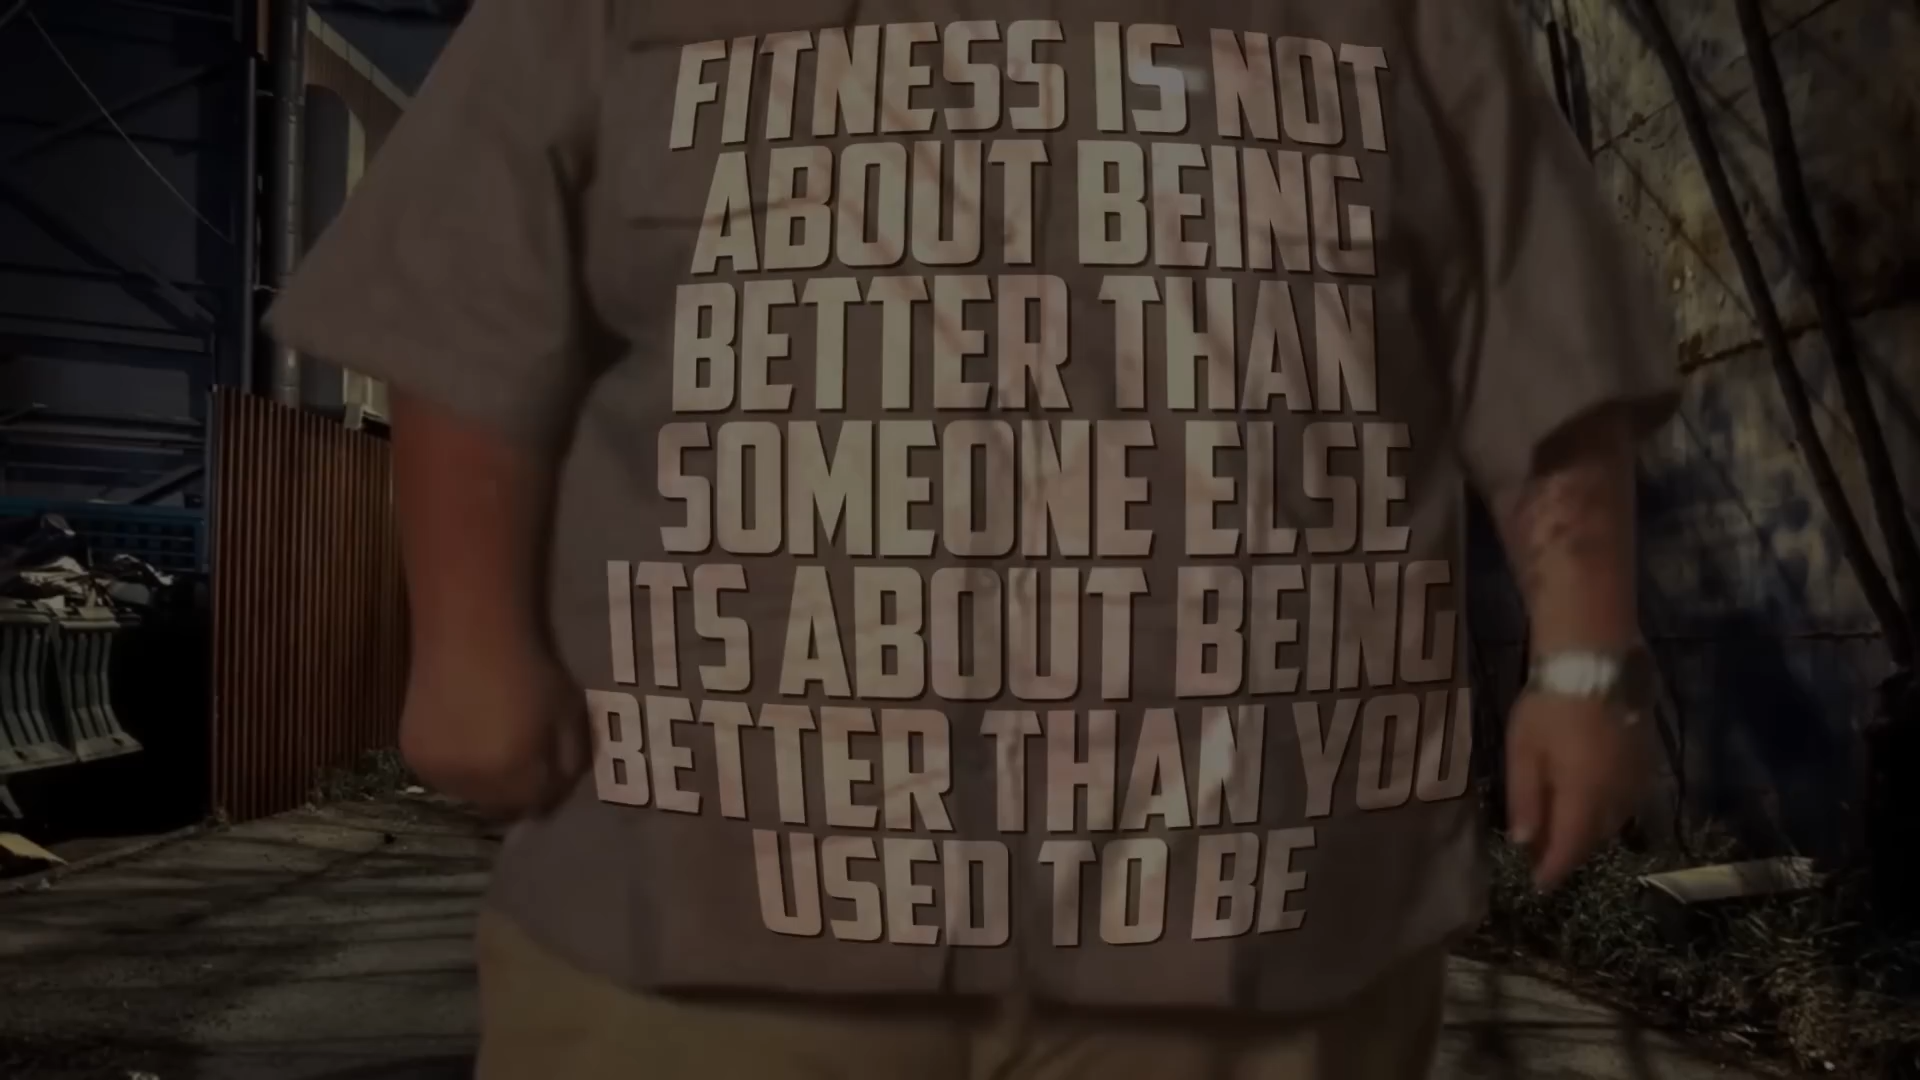 FITNESS IS NOT
ABOUT BEING
BETTER THAN
SOMEONE ELSE
ITS ABOUT BEING
BETTER THAN YOU
USED TO BE